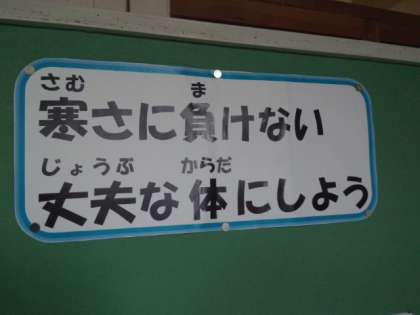 さむ ま
寒さに負けない
じょうぶ からだ
丈夫な体にしよう